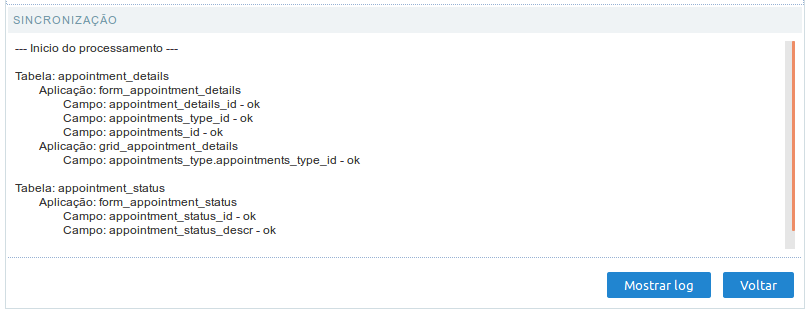 SINCRONIZAÇÃO
--- Inicio do processamento ---
Tabela: appointment_details
Aplicação: form_appointment_details
Campo: appointment_details_id - ok
Campo: appointments_type_id - ok
Campo: appointments_id - ok
Aplicação: grid_appointment_details
Campo: appointments_type.appointments_type_id - ok
Tabela: appointment_status
Aplicação: form_appointment_status
Campo: appointment_status_id - ok
Campo: appointment_status_descr - ok
Mostrar log Voltar